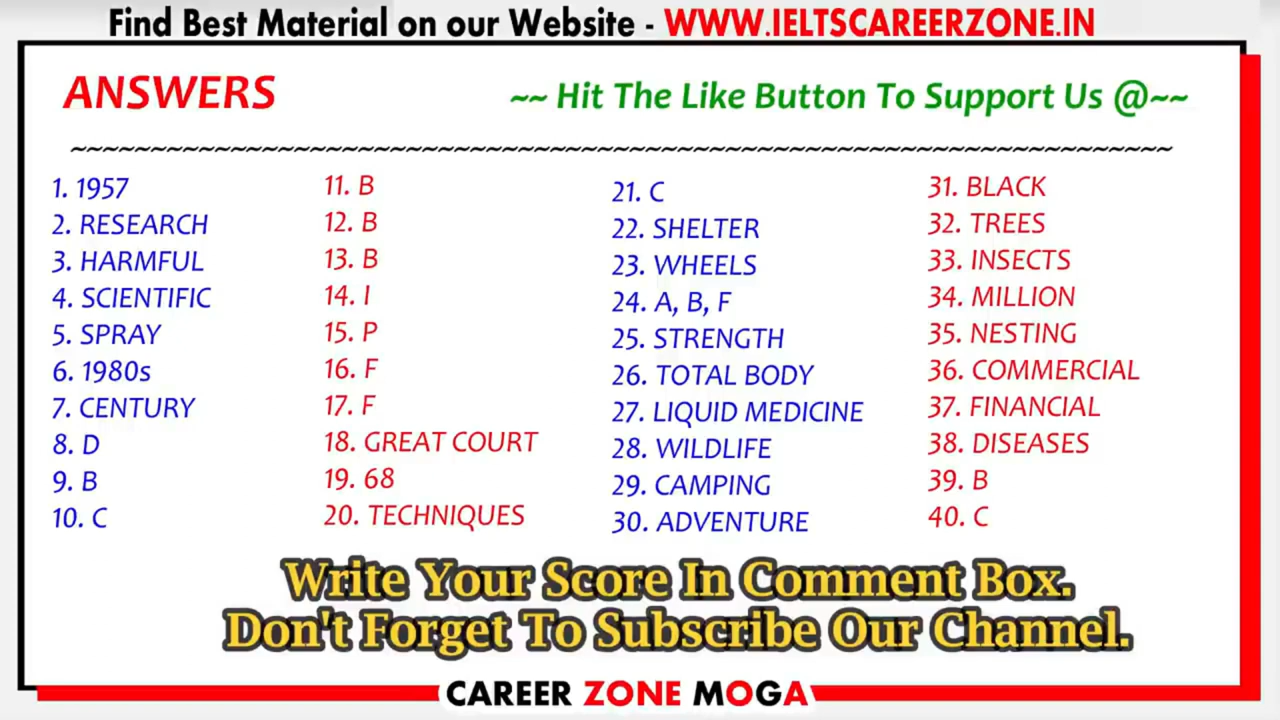 Find Best Material on our Website - WWW.IELTSCAREERZONE.IN
ANSWERS
~~ Hit The Like Button To Support Us @~~
~~~~~~~~~~~~~~~~~~~~~~~~~~~~~~~~~~~~~~~~~~~~~~~~~~~~~~~~~~~~~~~~~~~~~
1. 1957
2. RESEARCH
3. HARMFUL
4. SCIENTIFIC
5. SPRAY
6. 1980s
7. CENTURY
8. D
9. B
10. C
11. B
12. B
13. B
14. I
15. P
16. F
17. F
18. GREAT COURT
19. 68
20. TECHNIQUES
21. C
22. SHELTER
23. WHEELS
24. A, B, F
25. STRENGTH
26. TOTAL BODY
27. LIQUID MEDICINE
28. WILDLIFE
29. CAMPING
30. ADVENTURE
31. BLACK
32. TREES
33. INSECTS
34. MILLION
35. NESTING
36. COMMERCIAL
37. FINANCIAL
38. DISEASES
39. B
40. C
Write Your Score In Comment Box.
Don't Forget To Subscribe Our Channel.
CAREER ZONE MOGA